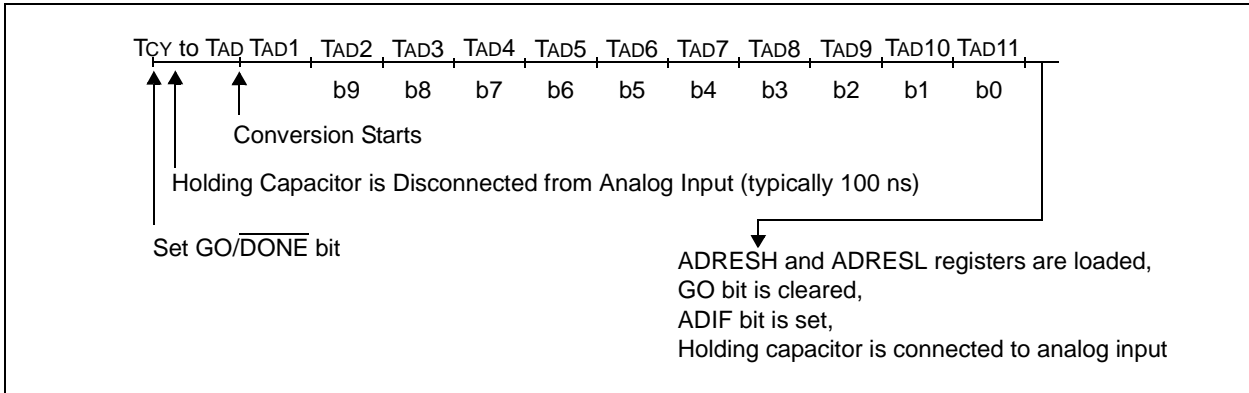 TCY to TAD TAD1 TAD2 TAD3 TAD4 TAD5 TAD6 TAD7 TAD8 TAD9 TAD10 TAD11
b9 b8 b7 b6 b5 b4 b3 b2 b1 b0
Conversion Starts
Holding Capacitor is Disconnected from Analog Input (typically 100 ns)
Set GO/DONE bit
ADRESH and ADRESL registers are loaded,
GO bit is cleared,
ADIF bit is set,
Holding capacitor is connected to analog input